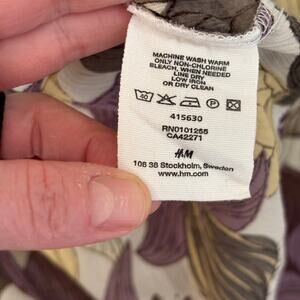 MACHINE WASH WARM
ONLY NON-CHLORINE
BLEACH, WHEN NEEDED
LINE DRY
LOW IRON
OR DRY CLEAN
40 P
415630
RN0101255
CA42271
H&M
106 38 Stockholm, Sweden
www.hm.com